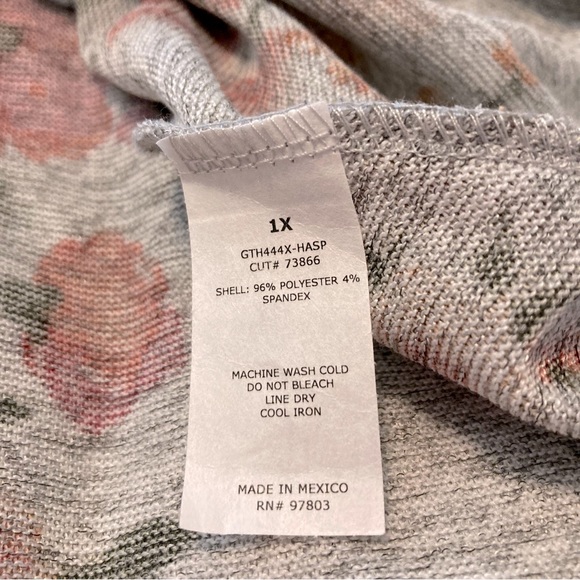 1X
GTH444X-HASP
CUT# 73866
SHELL: 96% POLYESTER 4%
SPANDEX
MACHINE WASH COLD
DO NOT BLEACH
LINE DRY
COOL IRON
MADE IN MEXICO
RN# 97803